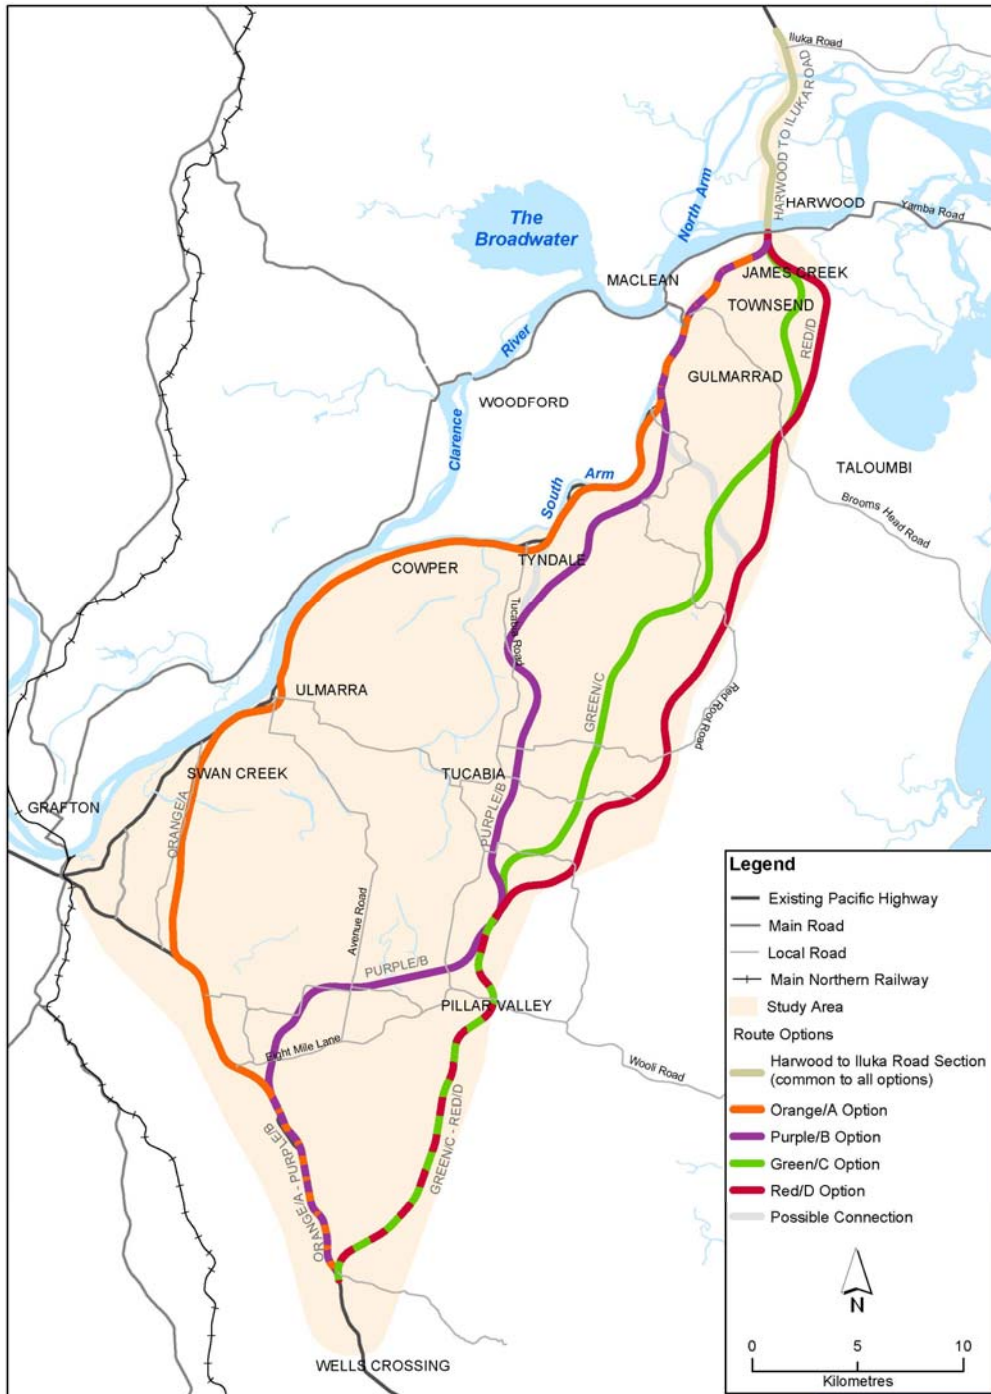 Iluka Road
HARWOOD TO ILUKA ROAD
North Arm
HARWOOD
Yamba Road
The
Broadwater
MACLEAN
JAMES CREEK
TOWNSEND
RED/D
River
GULMARRAD
WOODFORD
Clarence
TALOUMBI
South
Arm
Brooms Head Road
TYNDALE
COWPER
Tucabia Road
ULMARRA
GREEN/C
Red Root Road
SWAN CREEK
TUCABIA
GRAFTON
ORANGE/A
PURPLE/B
Avenue Road
PURPLE/B
PILLAR VALLEY
Eight Mile Lane
Wooli Road
GREEN/C - RED/D
ORANGE/A - PURPLE/B
WELLS CROSSING
Legend
Existing Pacific Highway
Main Road
Local Road
Main Northern Railway
Study Area
Route Options
Harwood to Iluka Road Section
(common to all options)
Orange/A Option
Purple/B Option
Green/C Option
Red/D Option
Possible Connection
N
0 5 10
Kilometres